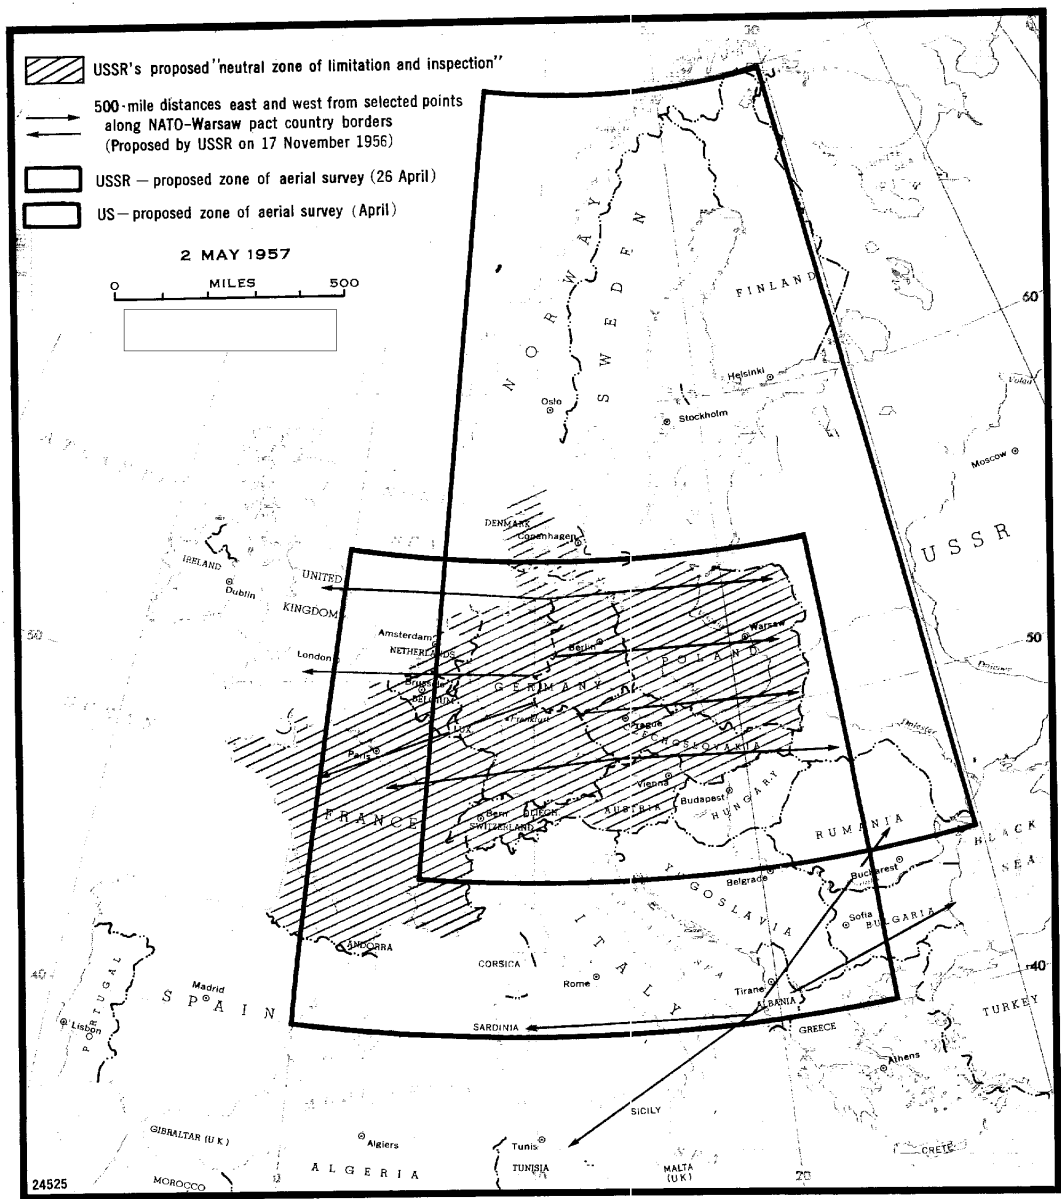 USSR's proposed "neutral zone of limitation and inspection"
500-mile distances east and west from selected points
along NATO-Warsaw pact country borders
(Proposed by USSR on 17 November 1956)
USSR — proposed zone of aerial survey (26 April)
US — proposed zone of aerial survey (April)
2 MAY 1957
0 MILES 500
30
NORWAY
SWEDEN
FINLAND
60
Helsinki
Oslo
Stockholm
Moscow
USSR
DENMARK
Copenhagen
IRELAND
Dublin
UNITED
KINGDOM
50
50
Amsterdam
NETHERLANDS
London
Berlin
Warsaw
POLAND
Brussels
BELGIUM
GERMANY
Frankfurt
LUX.
Prague
CZECHOSLOVAKIA
Dniester
Paris
Vienna
Budapest
HUNGARY
AUSTRIA
Bern
LIECH.
SWITZERLAND
FRANCE
RUMANIA
BLACK
SEA
Belgrade
Bucharest
YUGOSLAVIA
Sofia
BULGARIA
ITALY
ANDORRA
CORSICA
Rome
Tirane
ALBANIA
40
40
Madrid
SPAIN
PORTUGAL
Lisbon
SARDINIA
GREECE
TURKEY
Athens
SICILY
GIBRALTAR (UK)
Algiers
Tunis
ALGERIA
TUNISIA
MALTA
(UK)
CRETE
MOROCCO
20
24525